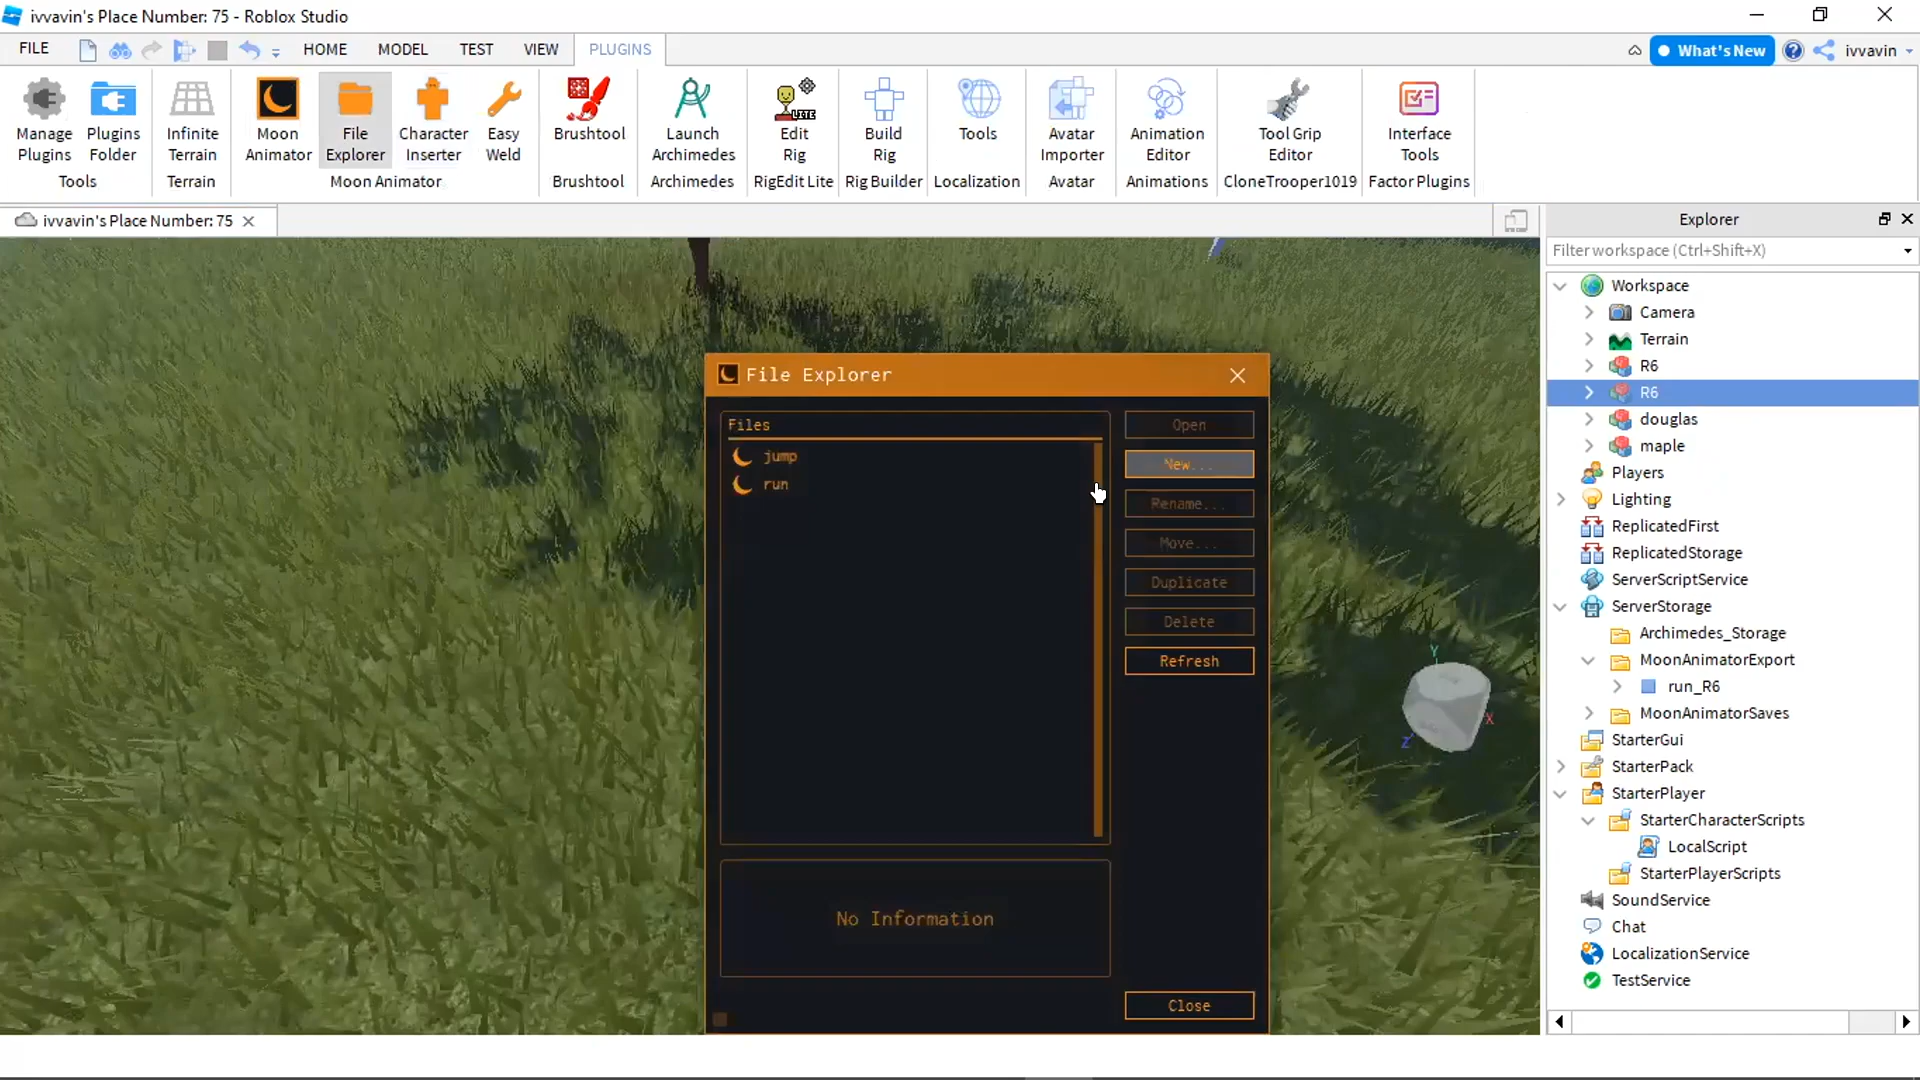 ivvavin's Place Number: 75 - Roblox Studio
FILE HOME MODEL TEST VIEW PLUGINS What's New ivvavin
Manage Plugins
Plugins Folder
Tools
Infinite Terrain
Terrain
Moon Animator
File Explorer
Character Inserter
Easy Weld
Moon Animator
Brushtool
Brushtool
Launch Archimedes
Archimedes
LITE
Edit Rig
RigEdit Lite
Build Rig
Rig Builder
Tools
Localization
Avatar Importer
Avatar
Animation Editor
Animations
Tool Grip Editor
CloneTrooper1019
Interface Tools
Factor Plugins
ivvavin's Place Number: 75
File Explorer
Files
jump
run
No Information
Open
New...
Rename...
Move...
Duplicate
Delete
Refresh
Close
Y
X
Z
Explorer
Filter workspace (Ctrl+Shift+X)
Workspace
Camera
Terrain
R6
R6
douglas
maple
Players
Lighting
ReplicatedFirst
ReplicatedStorage
ServerScriptService
ServerStorage
Archimedes_Storage
MoonAnimatorExport
run_R6
MoonAnimatorSaves
StarterGui
StarterPack
StarterPlayer
StarterCharacterScripts
LocalScript
StarterPlayerScripts
SoundService
Chat
LocalizationService
TestService